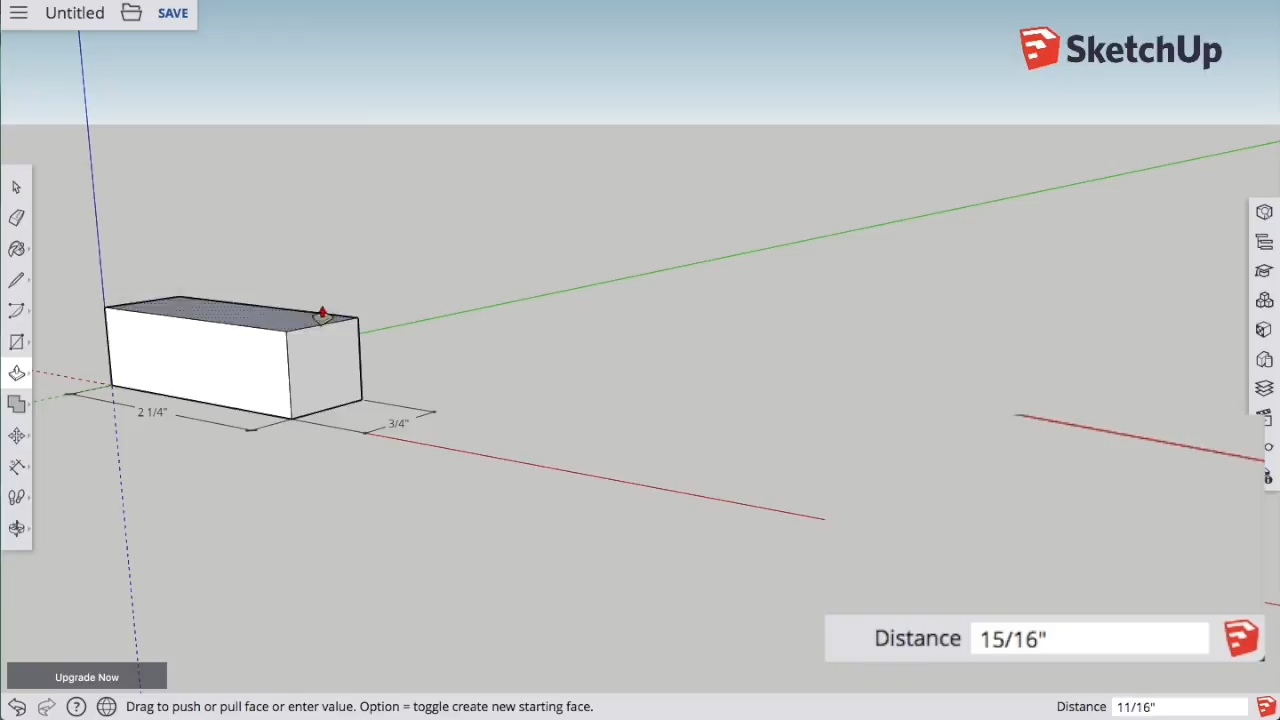 Untitled SAVE
SketchUp
2 1/4"
3/4"
Distance 15/16"
Upgrade Now
Drag to push or pull face or enter value. Option = toggle create new starting face.
Distance 11/16"